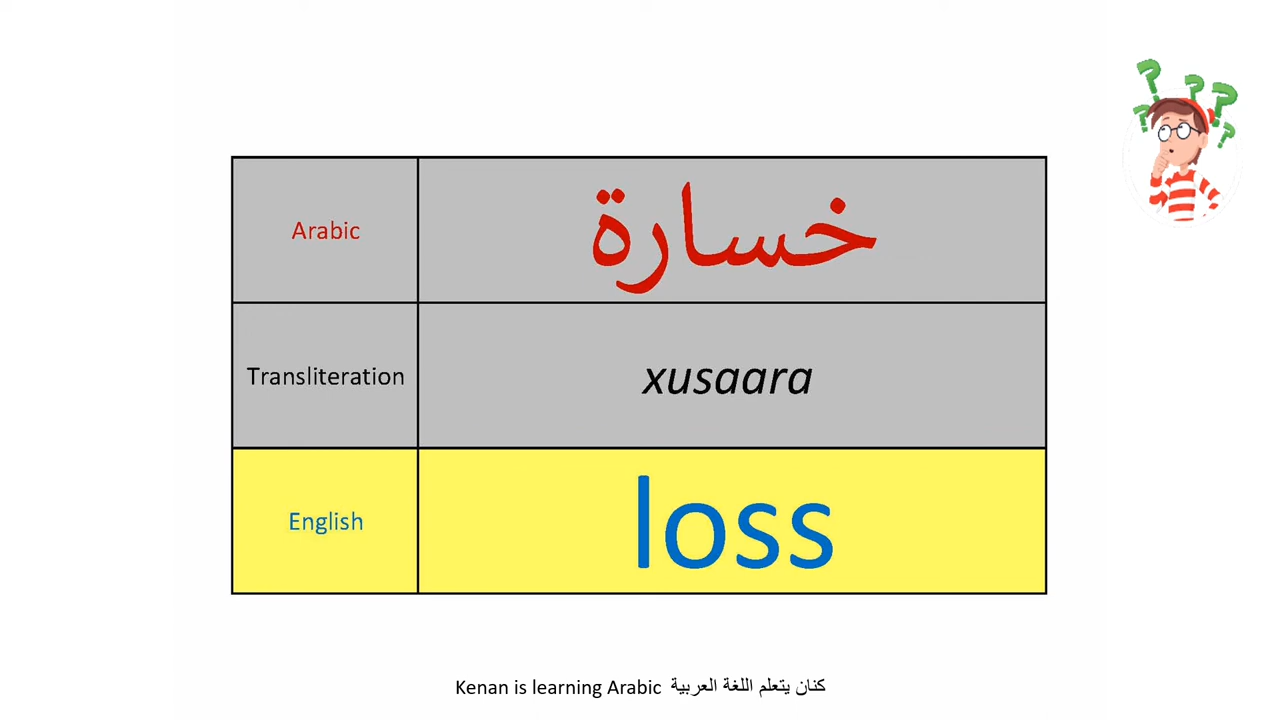 Arabic
خسارة
Transliteration
xusaara
English
loss
Kenan is learning Arabic كنان يتعلم اللغة العربية